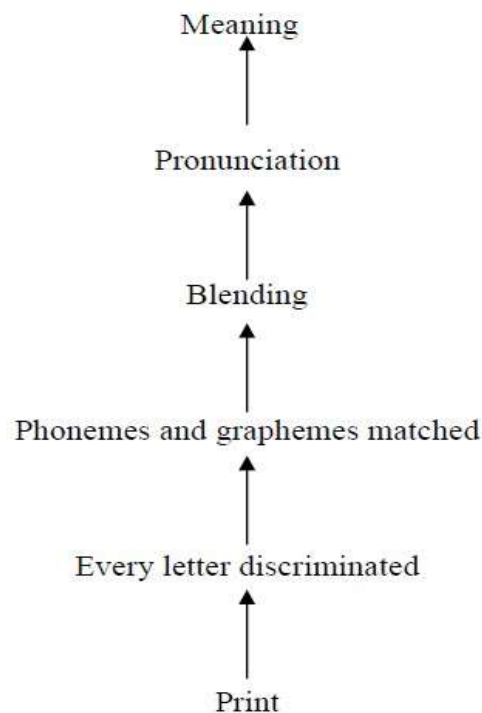 Meaning
Pronunciation
Blending
Phonemes and graphemes matched
Every letter discriminated
Print